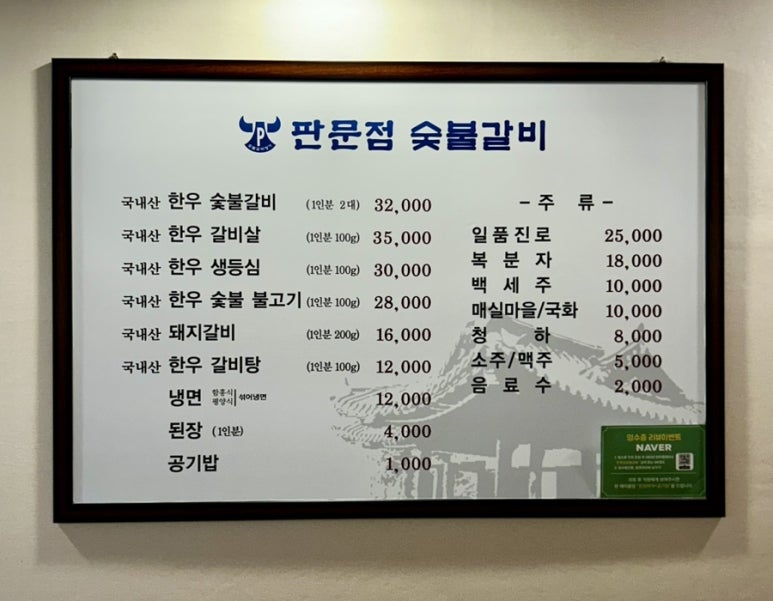 P
판문점 숯불갈비
국내산 한우 숯불갈비 (1인분 2대) 32,000
국내산 한우 갈비살 (1인분 100g) 35,000
국내산 한우 생등심 (1인분 100g) 30,000
국내산 한우 숯불 불고기 (1인분 100g) 28,000
국내산 돼지갈비 (1인분 200g) 16,000
국내산 한우 갈비탕 (1인분 100g) 12,000
냉면 함흥식 평양식 섞어냉면 12,000
된장 (1인분) 4,000
공기밥 1,000
- 주 류 -
일품진로 25,000
복분자 18,000
백세주 10,000
매실마을/국화 10,000
청하 8,000
소주/맥주 5,000
음료수 2,000
영수증 리뷰이벤트
NAVER